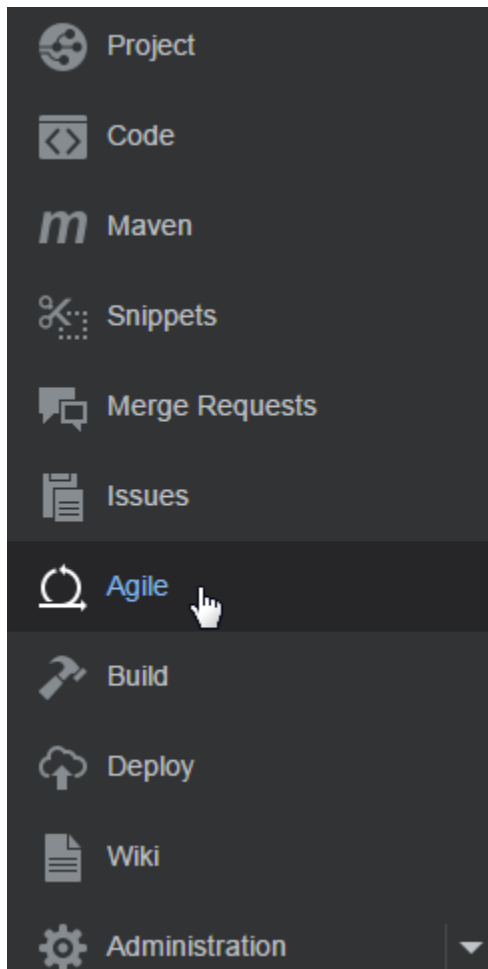 Project
Code
Maven
Snippets
Merge Requests
Issues
Agile
Build
Deploy
Wiki
Administration